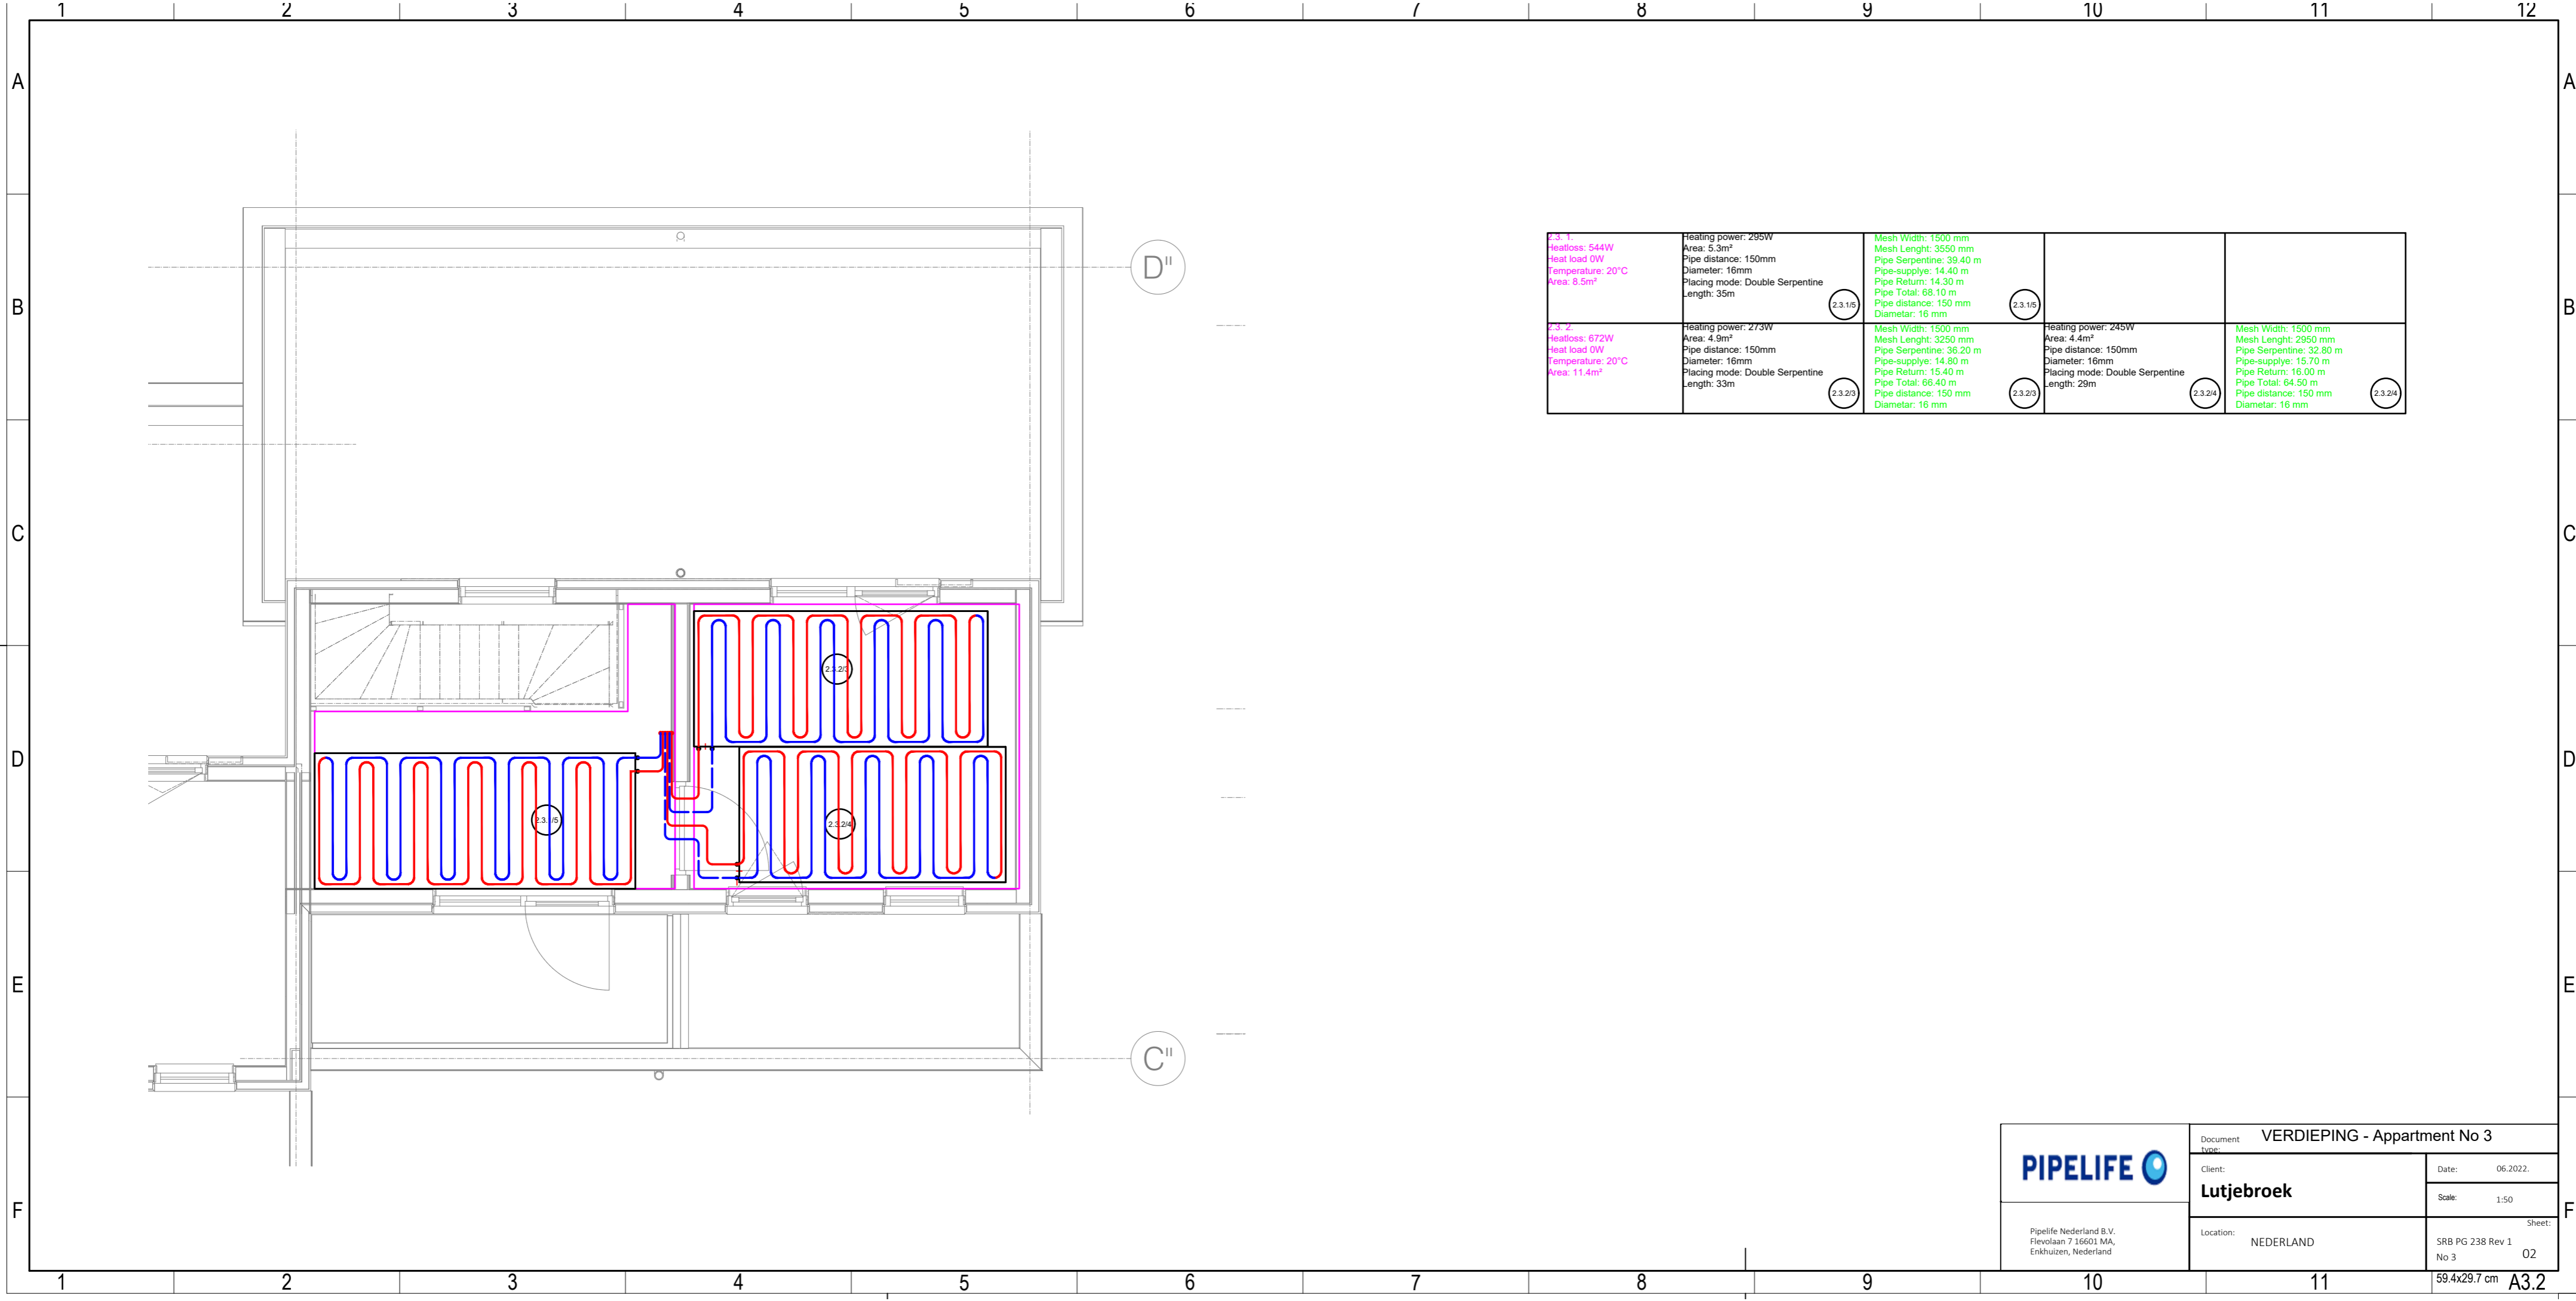 1 2 3 4 5 6 7 8 9 10 11 12
A A
B B
C C
D D
E E
F F
D"
C"
2.3. 1.
Heatloss: 544W
Heat load 0W
Temperature: 20°C
Area: 8.5m²
Heating power: 295W
Area: 5.3m²
Pipe distance: 150mm
Diameter: 16mm
Placing mode: Double Serpentine
Length: 35m
2.3.1/5
Mesh Width: 1500 mm
Mesh Lenght: 3650 mm
Pipe Serpentine: 39.40 m
Pipe-supplye: 14.40 m
Pipe Return: 14.30 m
Pipe Total: 68.10 m
Pipe distance: 150 mm
Diametar: 16 mm
2.3.1/5
2.3. 2.
Heatloss: 672W
Heat load 0W
Temperature: 20°C
Area: 11.4m²
Heating power: 273W
Area: 4.9m²
Pipe distance: 150mm
Diameter: 16mm
Placing mode: Double Serpentine
Length: 33m
2.3.2/3
Mesh Width: 1500 mm
Mesh Lenght: 3250 mm
Pipe Serpentine: 36.20 m
Pipe-supplye: 14.80 m
Pipe Return: 15.40 m
Pipe Total: 66.40 m
Pipe distance: 150 mm
Diametar: 16 mm
2.3.2/3
Heating power: 245W
Area: 4.4m²
Pipe distance: 150mm
Diameter: 16mm
Placing mode: Double Serpentine
Length: 29m
2.3.2/4
Mesh Width: 1500 mm
Mesh Lenght: 2950 mm
Pipe Serpentine: 32.80 m
Pipe-supplye: 15.70 m
Pipe Return: 16.00 m
Pipe Total: 64.50 m
Pipe distance: 150 mm
Diametar: 16 mm
2.3.2/4
2.3.2/3
2.3.1/5
2.3.2/4
PIPELIFE
Pipelife Nederland B.V.
Flevolaan 7 16601 MA,
Enkhuizen, Nederland
Document type:
VERDIEPING - Appartment No 3
Client:
Lutjebroek
Date: 06.2022.
Scale: 1:50
Location: NEDERLAND
Sheet:
SRB PG 238 Rev 1
No 3 02
59.4x29.7 cm A3.2
1 2 3 4 5 6 7 8 9 10 11